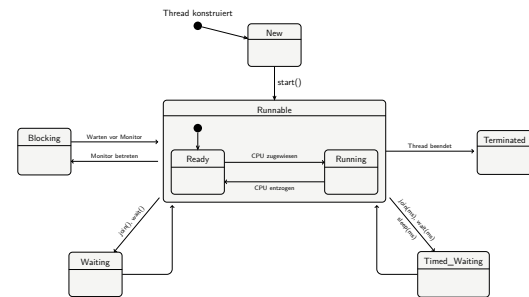 Thread konstruiert
New
start()
Runnable
Blocking
Warten vor Monitor
Monitor betreten
Ready
CPU zugewiesen
CPU entzogen
Running
Thread beendet
Terminated
join(), wait()
join(ms), wait(ms)
sleep(ms)
Waiting
Timed_Waiting